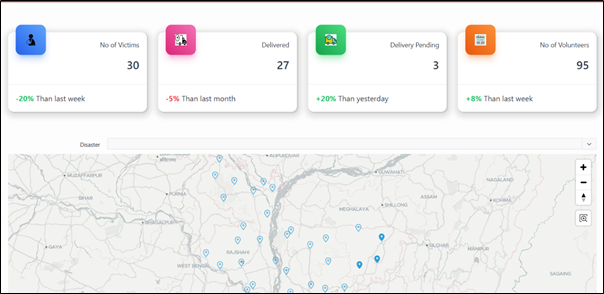 No of Victims
30
-20% Than last week
Delivered
27
-5% Than last month
Delivery Pending
3
+20% Than yesterday
No of Volunteers
95
+8% Than last week
Disaster
ALIPURDUAR
MUZAFFARPUR
GUWAHATI
NAGALAND
BIHAR
PURNIA
ASSAM
KOHIMA
MEGHALAYA
SHILLONG
BHAGALPUR
GAYA
RAJSHAHI
SILCHAR
MANIPUR
WEST BENGAL
SAGAING